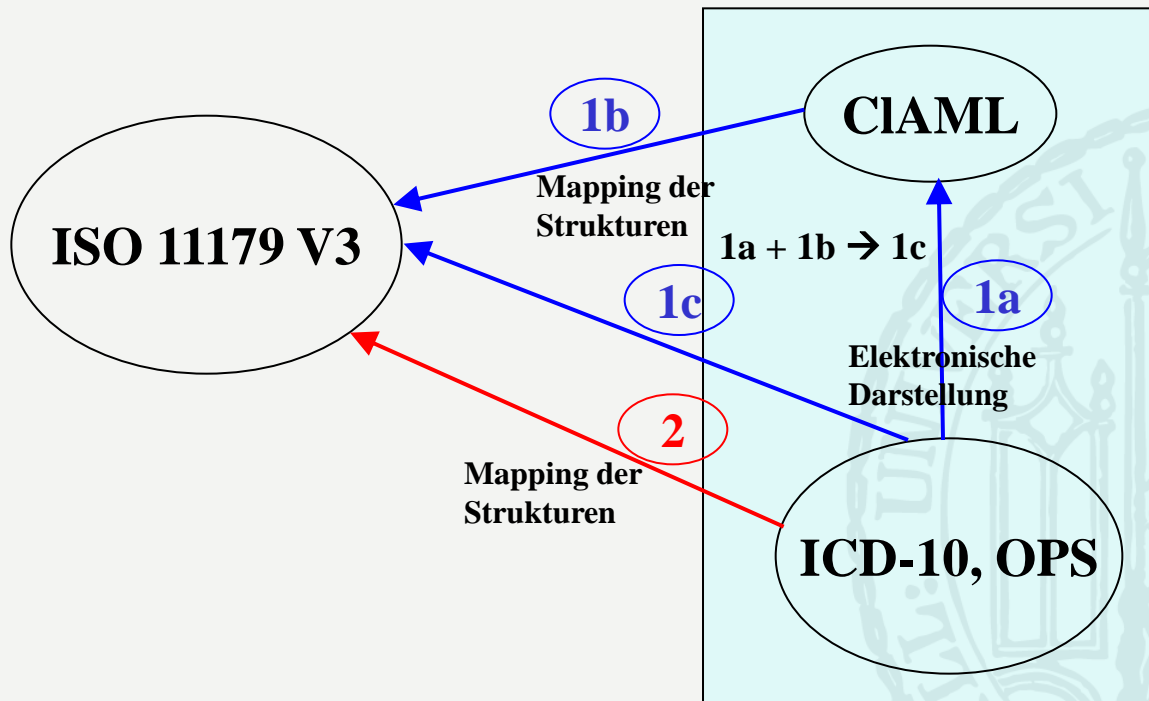 ClAML
1b
Mapping der
Strukturen
ISO 11179 V3
1a + 1b → 1c
1c
1a
Elektronische
Darstellung
2
Mapping der
Strukturen
ICD-10, OPS
UNIVERSI